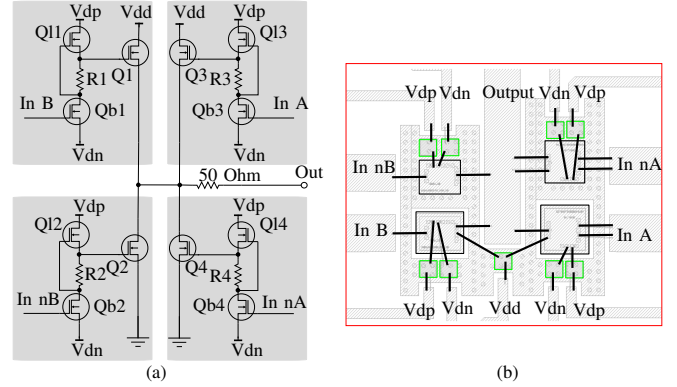 Vdp Vdd Vdd Vdp
Ql1 Ql3
R1 Q1 Q3 R3
In B Qb1 Qb3 In A
Vdn Vdn
50 Ohm Out
Vdp Vdp
Ql2 Ql4
R2 Q2 Q4 R4
In nB Qb2 Qb4 In nA
Vdn Vdn
(a)
Vdp Vdn Output Vdn Vdp
In nB In nA
In B In A
Vdp Vdn Vdd Vdn Vdp
(b)